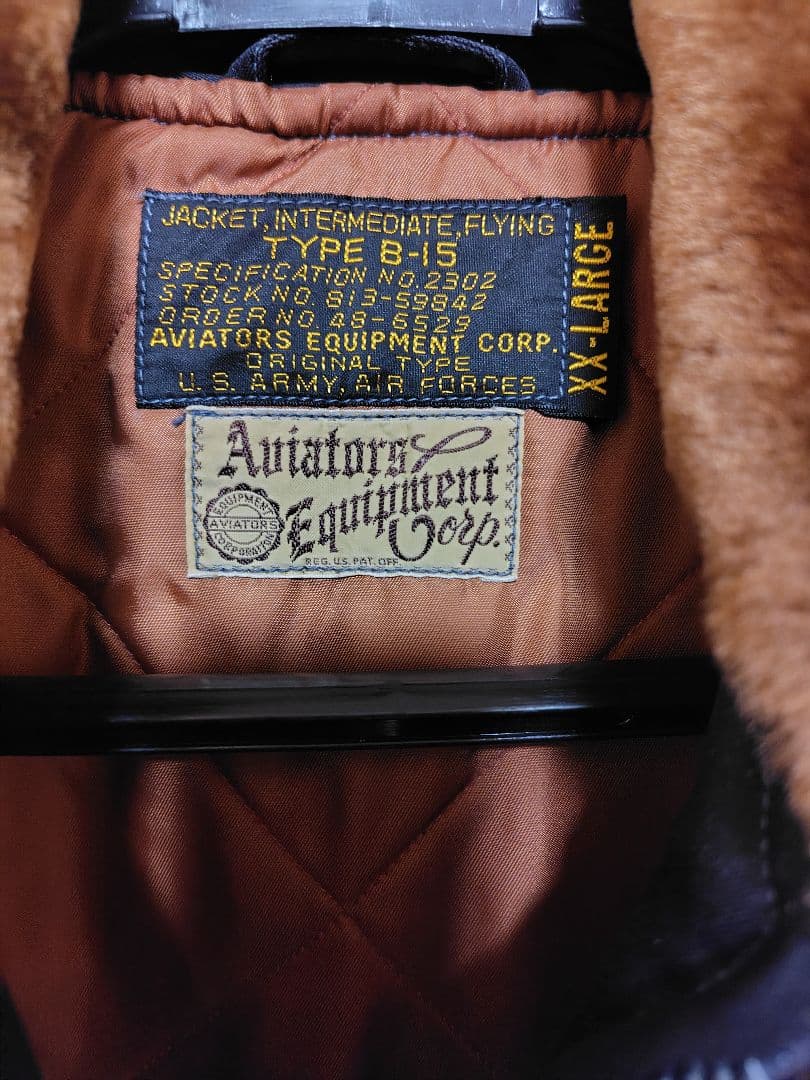 JACKET, INTERMEDIATE, FLYING
TYPE B-15
SPECIFICATION NO. 2302
STOCK NO. 813-59842
ORDER NO. 48-6529
AVIATORS EQUIPMENT CORP.
ORIGINAL TYPE
U. S. ARMY, AIR FORCES
XX-LARGE
Aviators
Equipment
Corp.
EQUIPMENT
AVIATORS
CORPORATION
REG. U.S. PAT. OFF.